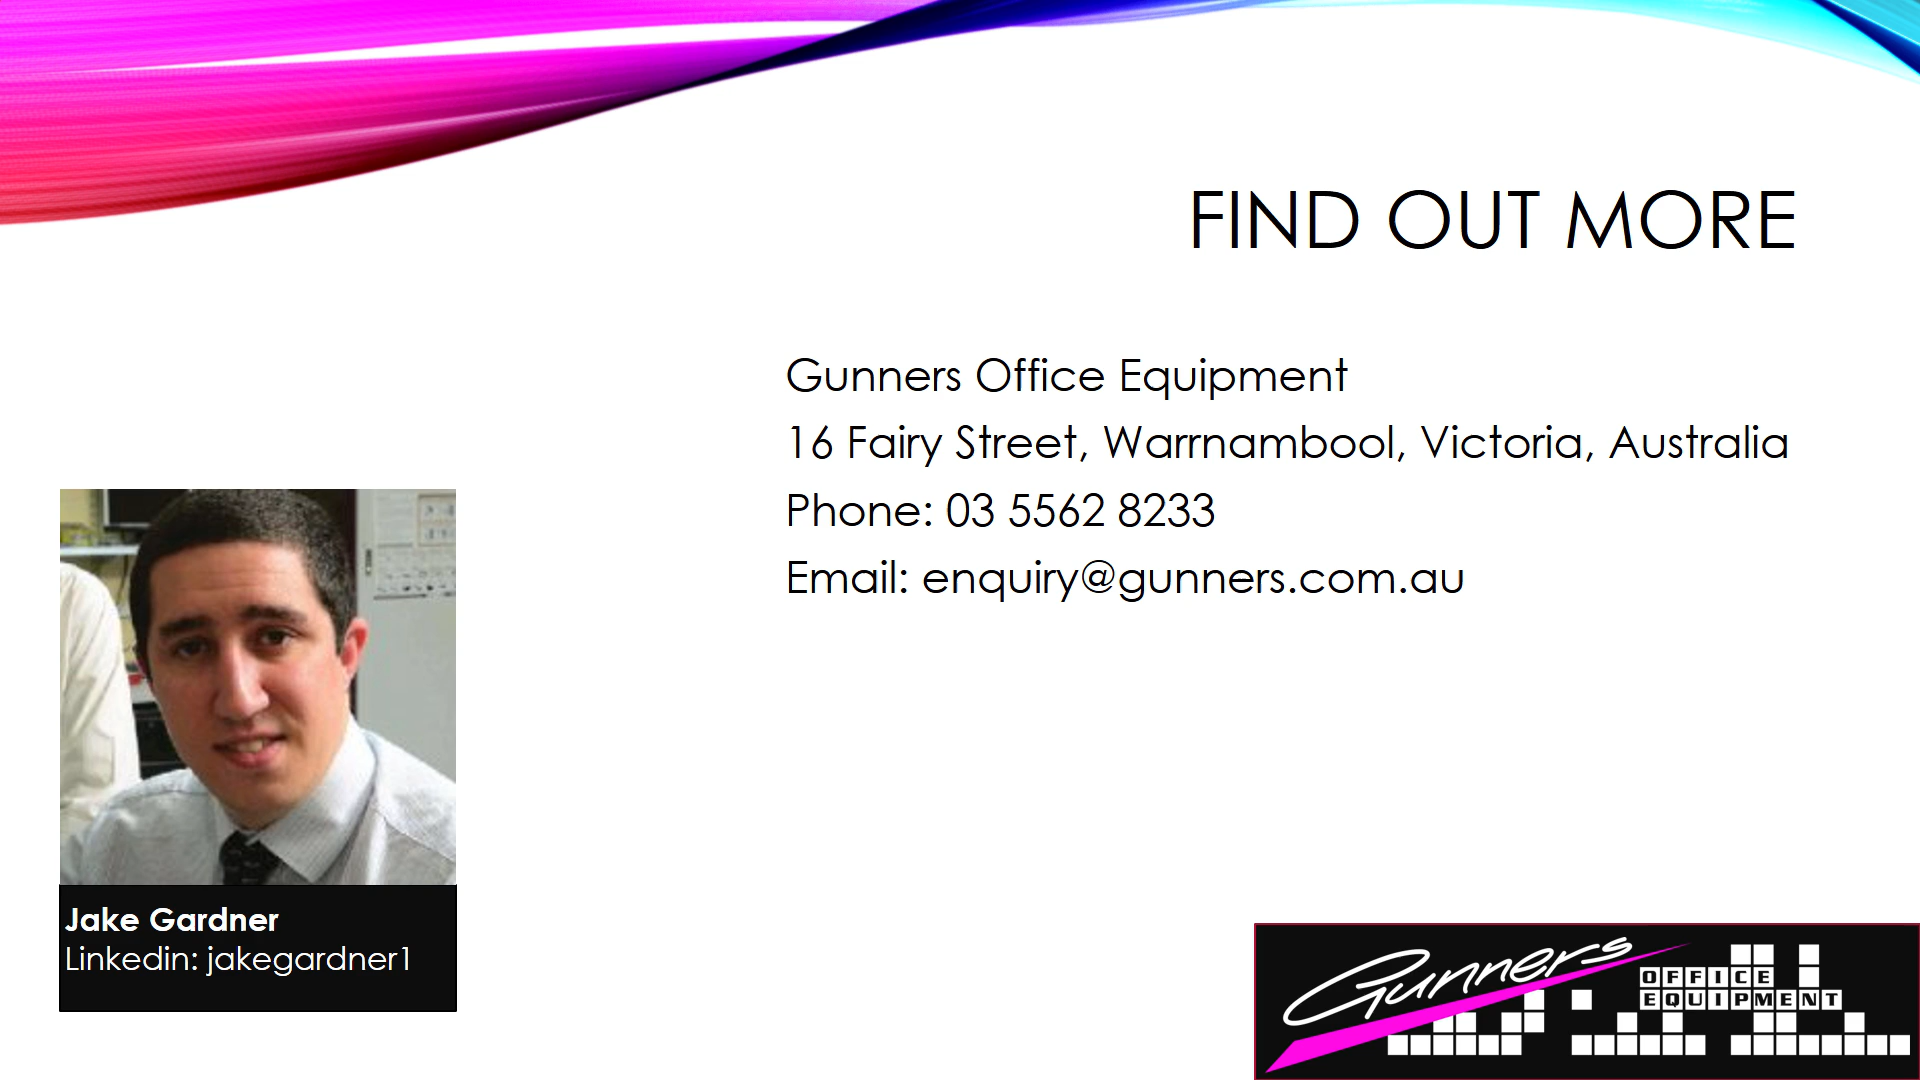 FIND OUT MORE
Gunners Office Equipment
16 Fairy Street, Warrnambool, Victoria, Australia
Phone: 03 5562 8233
Email: enquiry@gunners.com.au
Jake Gardner
Linkedin: jakegardner1
Gunners
OFFICE
EQUIPMENT